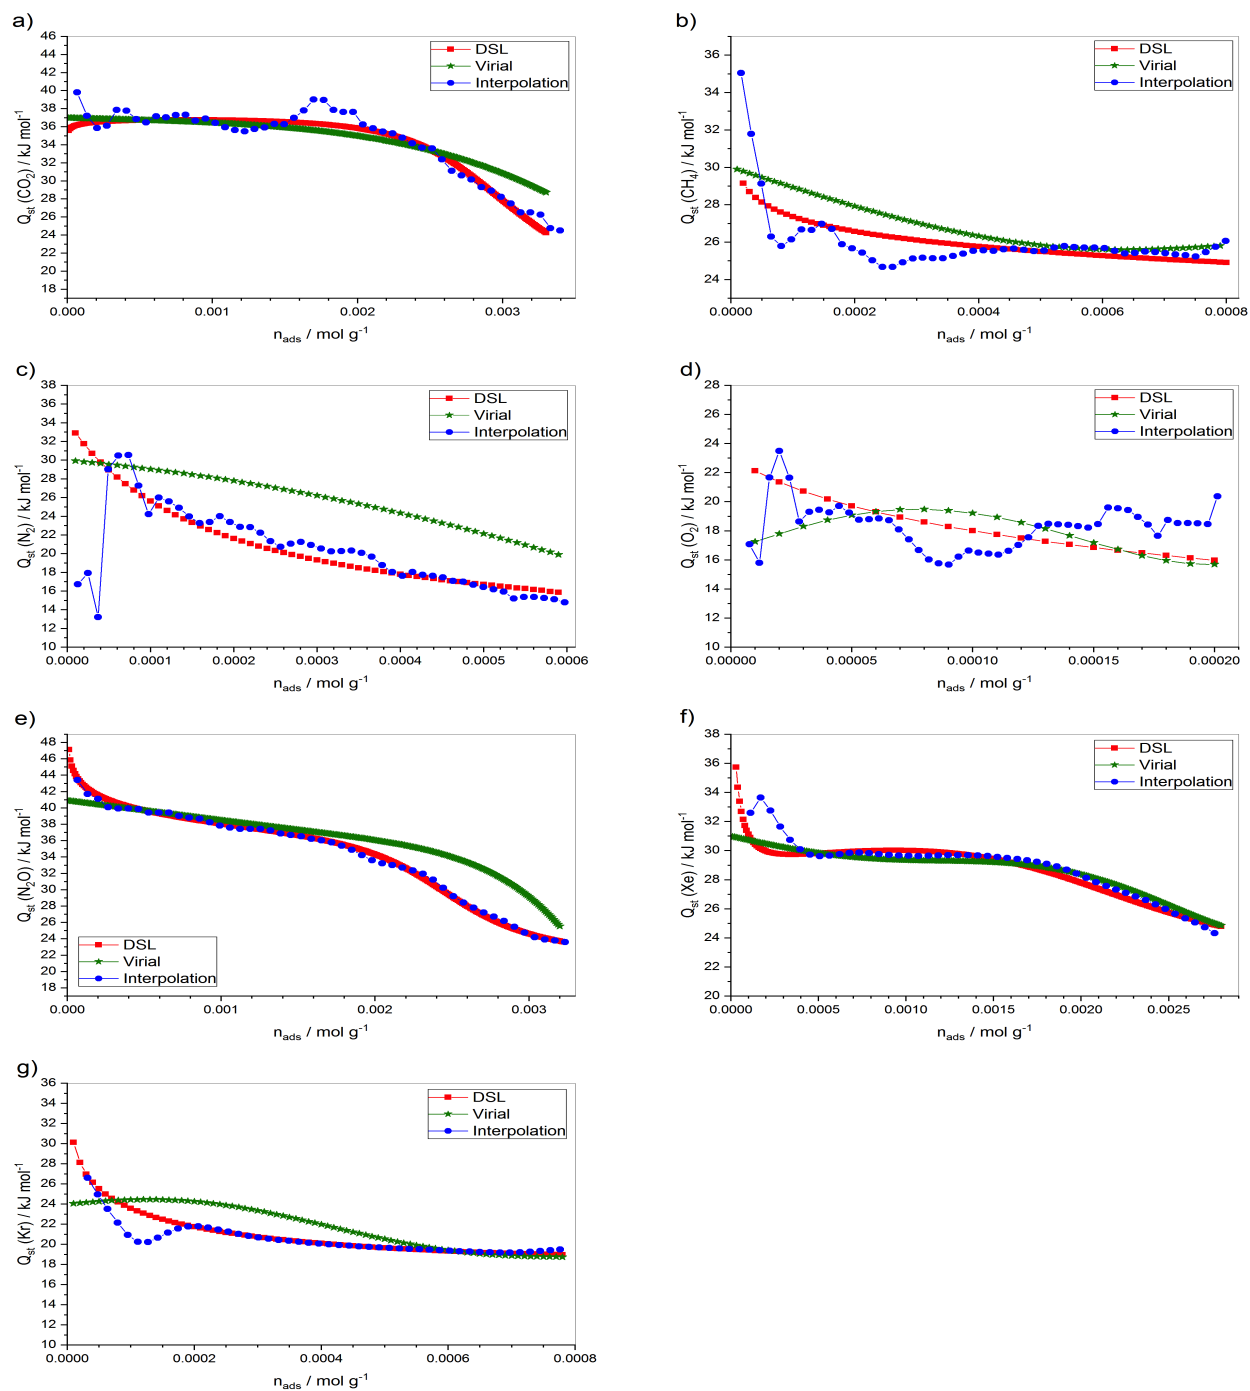 a)
46
44
42
40
38
36
34
32
30
28
26
24
22
20
18
Qst (CO2) / kJ mol-1
DSL
Virial
Interpolation
0.000 0.001 0.002 0.003
nads / mol g-1
b)
36
34
32
30
28
26
24
Qst (CH4) / kJ mol-1
DSL
Virial
Interpolation
0.0000 0.0002 0.0004 0.0006 0.0008
nads / mol g-1
c)
38
36
34
32
30
28
26
24
22
20
18
16
14
12
10
Qst (N2) / kJ mol-1
DSL
Virial
Interpolation
0.0000 0.0001 0.0002 0.0003 0.0004 0.0005 0.0006
nads / mol g-1
d)
28
26
24
22
20
18
16
14
12
10
Qst (O2) / kJ mol-1
DSL
Virial
Interpolation
0.00000 0.00005 0.00010 0.00015 0.00020
nads / mol g-1
e)
48
46
44
42
40
38
36
34
32
30
28
26
24
22
20
18
Qst (N2O) / kJ mol-1
DSL
Virial
Interpolation
0.000 0.001 0.002 0.003
nads / mol g-1
f)
38
36
34
32
30
28
26
24
22
20
Qst (Xe) / kJ mol-1
DSL
Virial
Interpolation
0.0000 0.0005 0.0010 0.0015 0.0020 0.0025
nads / mol g-1
g)
36
34
32
30
28
26
24
22
20
18
16
14
12
10
Qst (Kr) / kJ mol-1
DSL
Virial
Interpolation
0.0000 0.0002 0.0004 0.0006 0.0008
nads / mol g-1